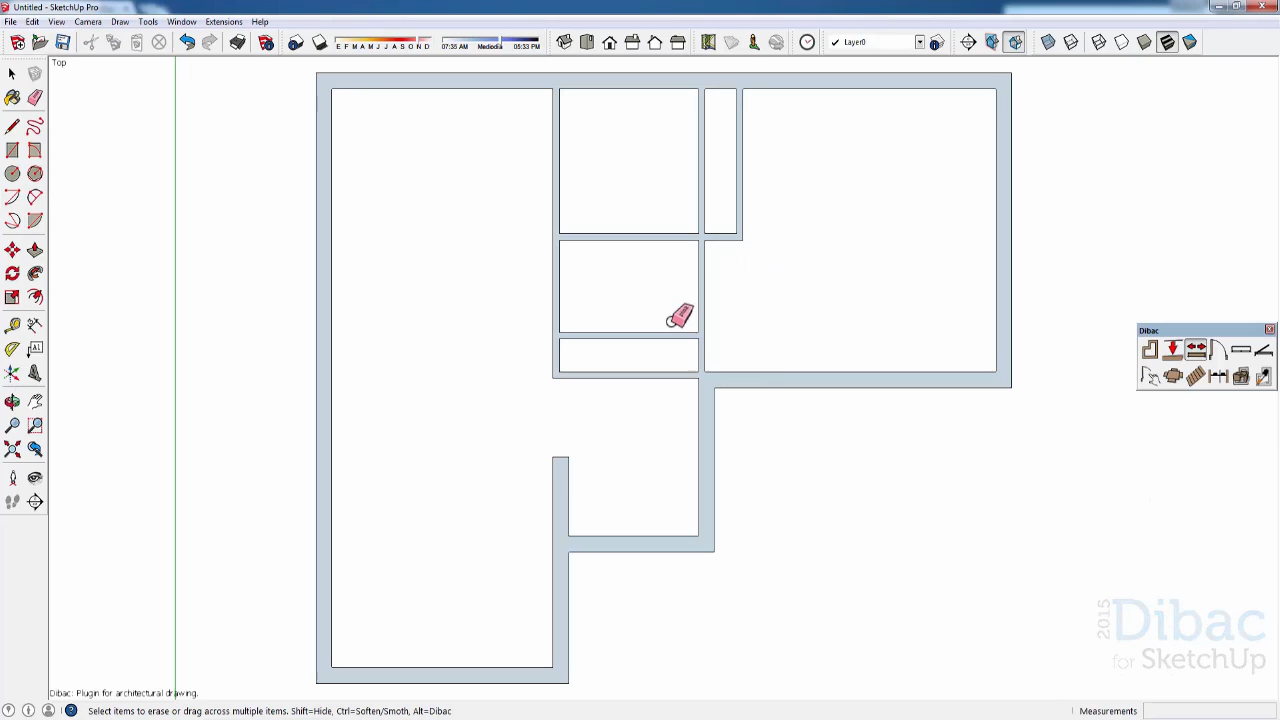 Untitled - SketchUp Pro
File Edit View Camera Draw Tools Window Extensions Help
E F M A M J J A S O N D
07:35 AM Mediodía 05:33 PM
Layer0
Top
A1
Dibac
2015 Dibac
for SketchUp
Dibac: Plugin for architectural drawing.
Select items to erase or drag across multiple items. Shift=Hide, Ctrl=Soften/Smoth, Alt=Dibac
Measurements